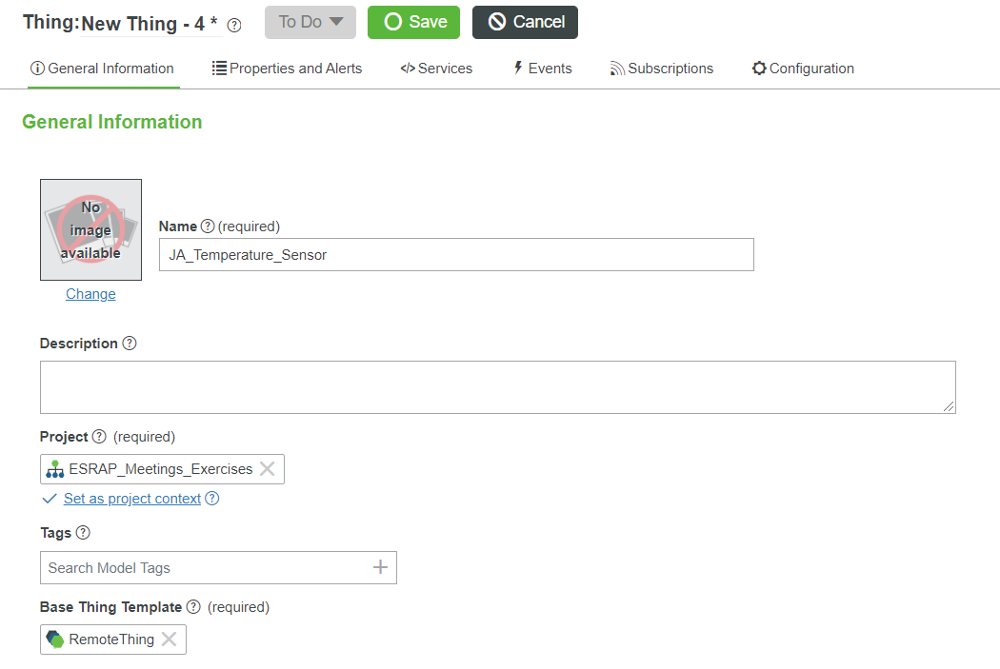 Thing: New Thing - 4 * ? To Do Save Cancel
General Information Properties and Alerts </> Services Events Subscriptions Configuration
General Information
No
image
available
Name ? (required)
JA_Temperature_Sensor
Change
Description ?
Project ? (required)
ESRAP_Meetings_Exercises
Set as project context ?
Tags ?
Search Model Tags
Base Thing Template ? (required)
RemoteThing